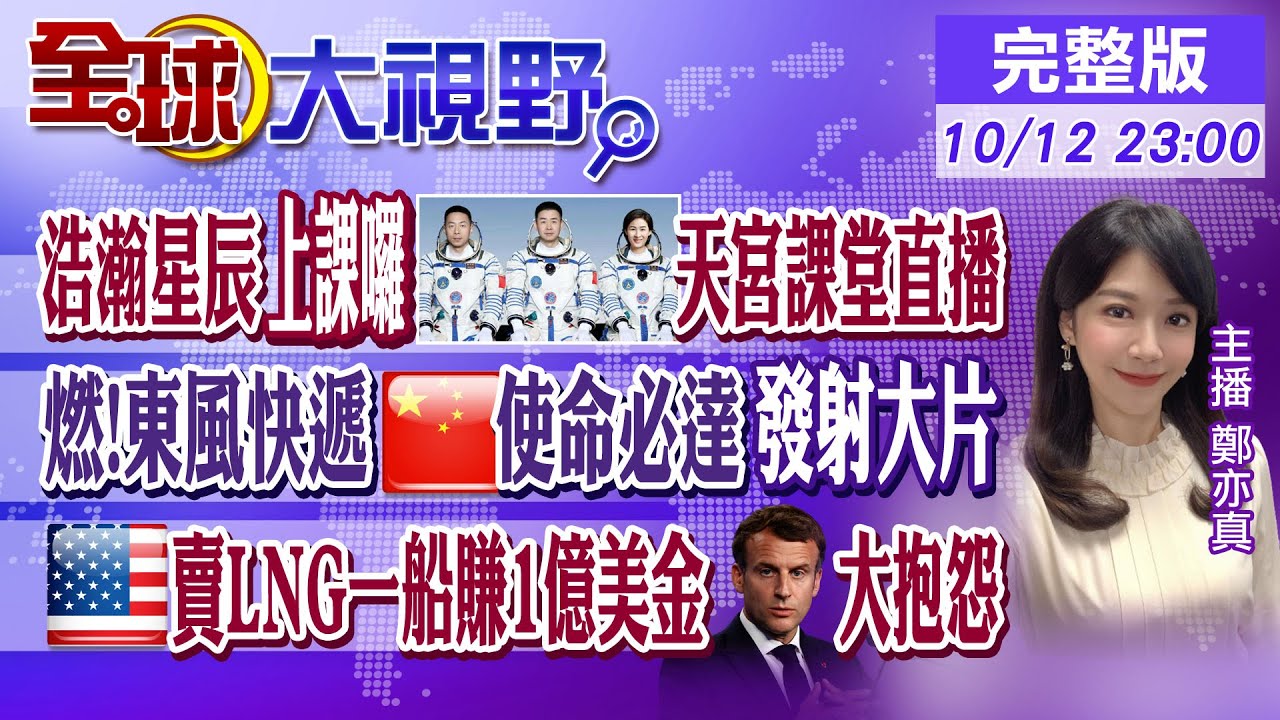 全球大視野
完整版
10/12 23:00
浩瀚星辰 上課囉 天宮課堂直播
燃!東風快遞 使命必達 發射大片
賣LNG一船賺1億美金 大抱怨
主播 鄭亦真